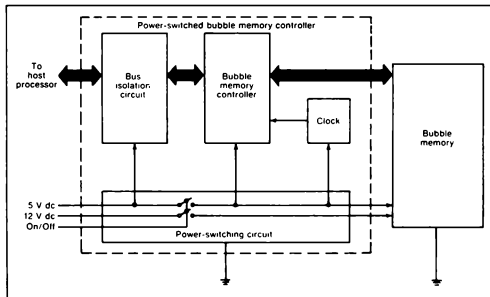 Power-switched bubble memory controller
To
host
processor
Bus
isolation
circuit
Bubble
memory
controller
Clock
Bubble
memory
5 V dc
12 V dc
On/Off
Power-switching circuit